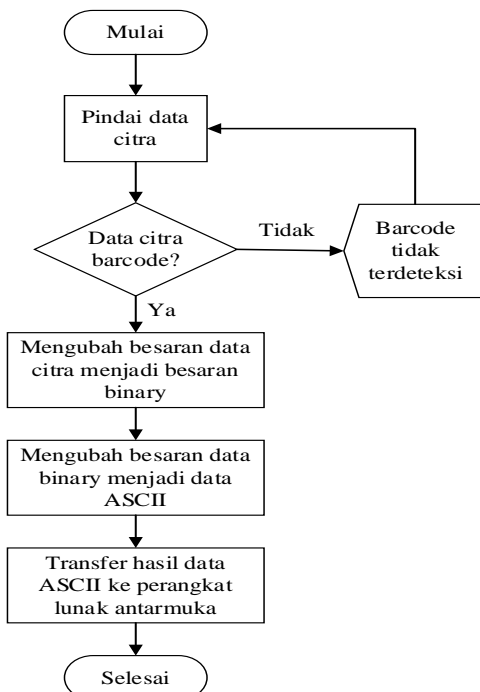 Mulai
Pindai data
citra
Data citra
barcode?
Tidak
Barcode
tidak
terdeteksi
Ya
Mengubah besaran data
citra menjadi besaran
binary
Mengubah besaran data
binary menjadi data
ASCII
Transfer hasil data
ASCII ke perangkat
lunak antarmuka
Selesai